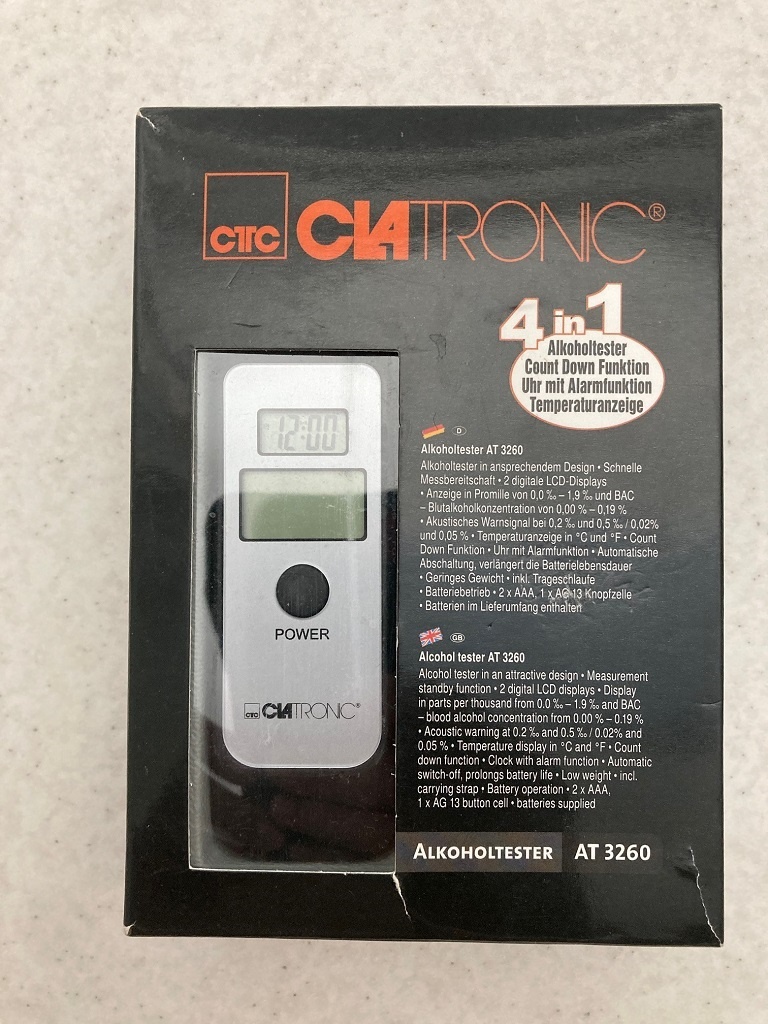 CTC CLATRONIC®
4 in 1
Alkoholtester
Count Down Funktion
Uhr mit Alarmfunktion
Temperaturanzeige
12:00
POWER
CTC CLATRONIC®
D
Alkoholtester AT 3260
Alkoholtester in ansprechendem Design • Schnelle
Messbereitschaft • 2 digitale LCD-Displays
• Anzeige in Promille von 0,0 ‰ – 1,9 ‰ und BAC
– Blutalkoholkonzentration von 0,00 % – 0,19 %
• Akustisches Warnsignal bei 0,2 ‰ und 0,5 ‰ / 0,02%
und 0,05 % • Temperaturanzeige in °C und °F • Count
Down Funktion • Uhr mit Alarmfunktion • Automatische
Abschaltung, verlängert die Batterielebensdauer
• Geringes Gewicht • inkl. Trageschlaufe
• Batteriebetrieb • 2 x AAA, 1 x AG 13 Knopfzelle
• Batterien im Lieferumfang enthalten
GB
Alcohol tester AT 3260
Alcohol tester in an attractive design • Measurement
standby function • 2 digital LCD displays • Display
in parts per thousand from 0.0 ‰ – 1.9 ‰ and BAC
– blood alcohol concentration from 0.00 % – 0.19 %
• Acoustic warning at 0.2 ‰ and 0.5 ‰ / 0.02% and
0.05 % • Temperature display in °C and °F • Count
down function • Clock with alarm function • Automatic
switch-off, prolongs battery life • Low weight • incl.
carrying strap • Battery operation • 2 x AAA,
1 x AG 13 button cell • batteries supplied
ALKOHOLTESTER AT 3260